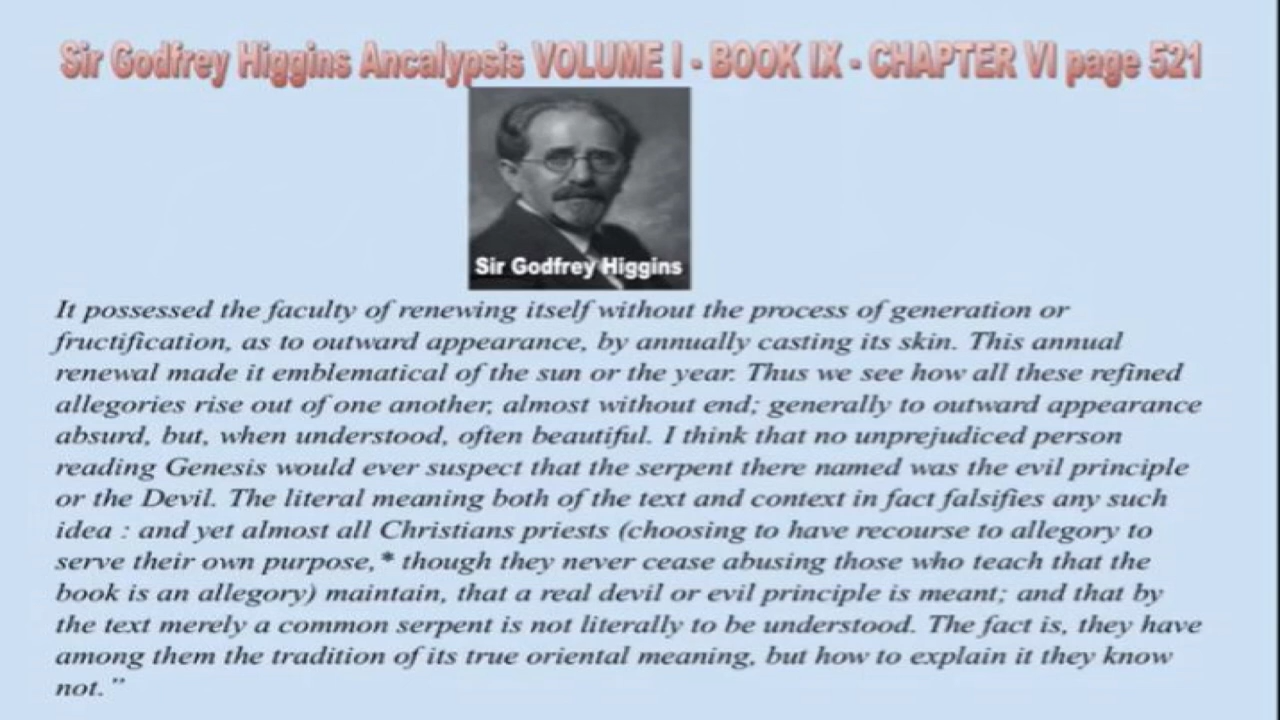 Sir Godfrey Higgins Ancalypsis VOLUME I - BOOK IX - CHAPTER VI page 521
Sir Godfrey Higgins
It possessed the faculty of renewing itself without the process of generation or
fructification, as to outward appearance, by annually casting its skin. This annual
renewal made it emblematical of the sun or the year. Thus we see how all these refined
allegories rise out of one another, almost without end; generally to outward appearance
absurd, but, when understood, often beautiful. I think that no unprejudiced person
reading Genesis would ever suspect that the serpent there named was the evil principle
or the Devil. The literal meaning both of the text and context in fact falsifies any such
idea : and yet almost all Christians priests (choosing to have recourse to allegory to
serve their own purpose,* though they never cease abusing those who teach that the
book is an allegory) maintain, that a real devil or evil principle is meant; and that by
the text merely a common serpent is not literally to be understood. The fact is, they have
among them the tradition of its true oriental meaning, but how to explain it they know
not.”